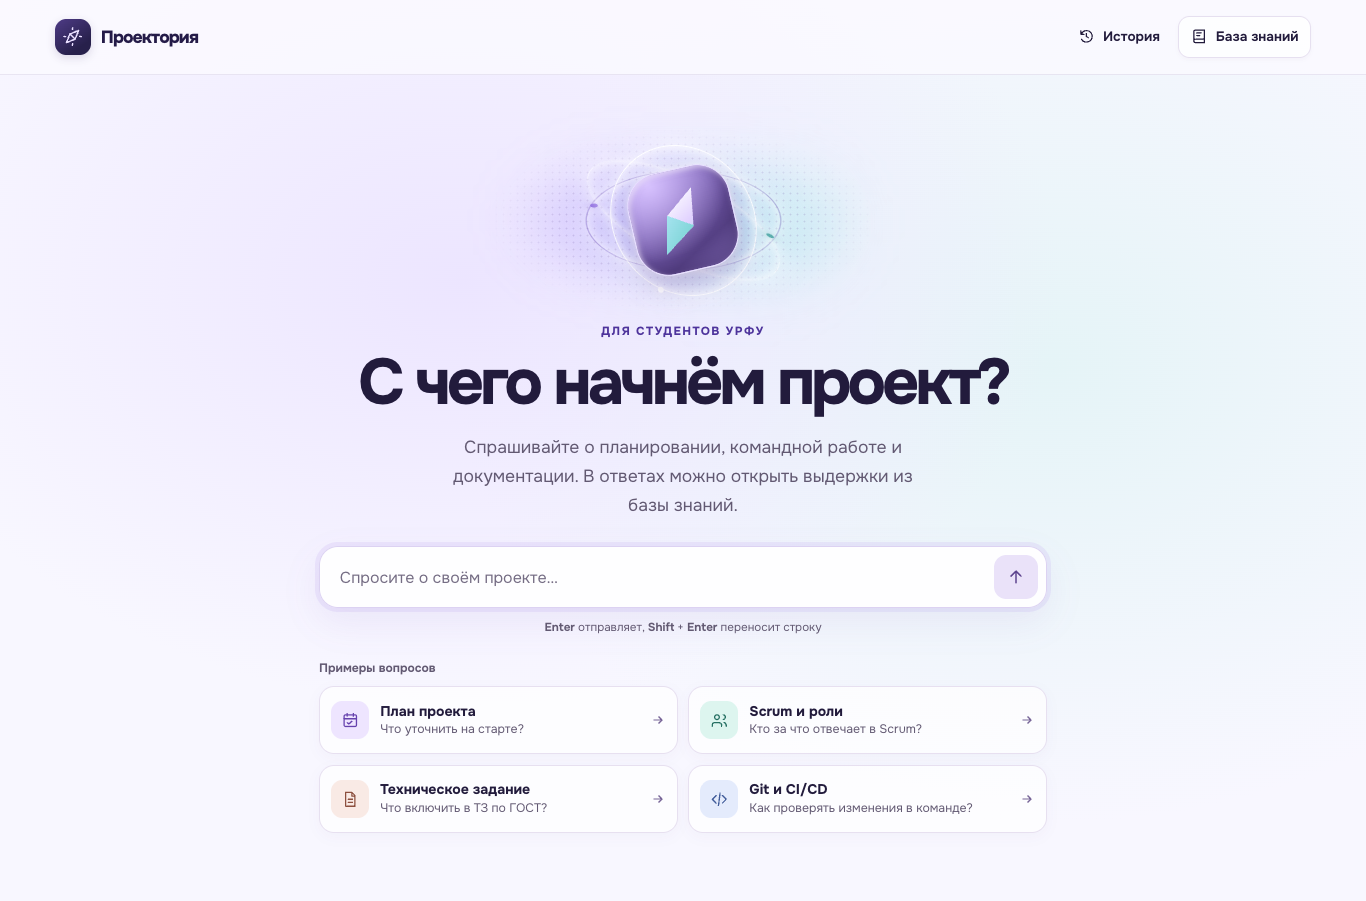 Проектория
История
База знаний
ДЛЯ СТУДЕНТОВ УРФУ
С чего начнём проект?
Спрашивайте о планировании, командной работе и
документации. В ответах можно открыть выдержки из
базы знаний.
Спросите о своём проекте...
Enter отправляет, Shift + Enter переносит строку
Примеры вопросов
План проекта
Что уточнить на старте?
Scrum и роли
Кто за что отвечает в Scrum?
Техническое задание
Что включить в ТЗ по ГОСТ?
Git и CI/CD
Как проверять изменения в команде?